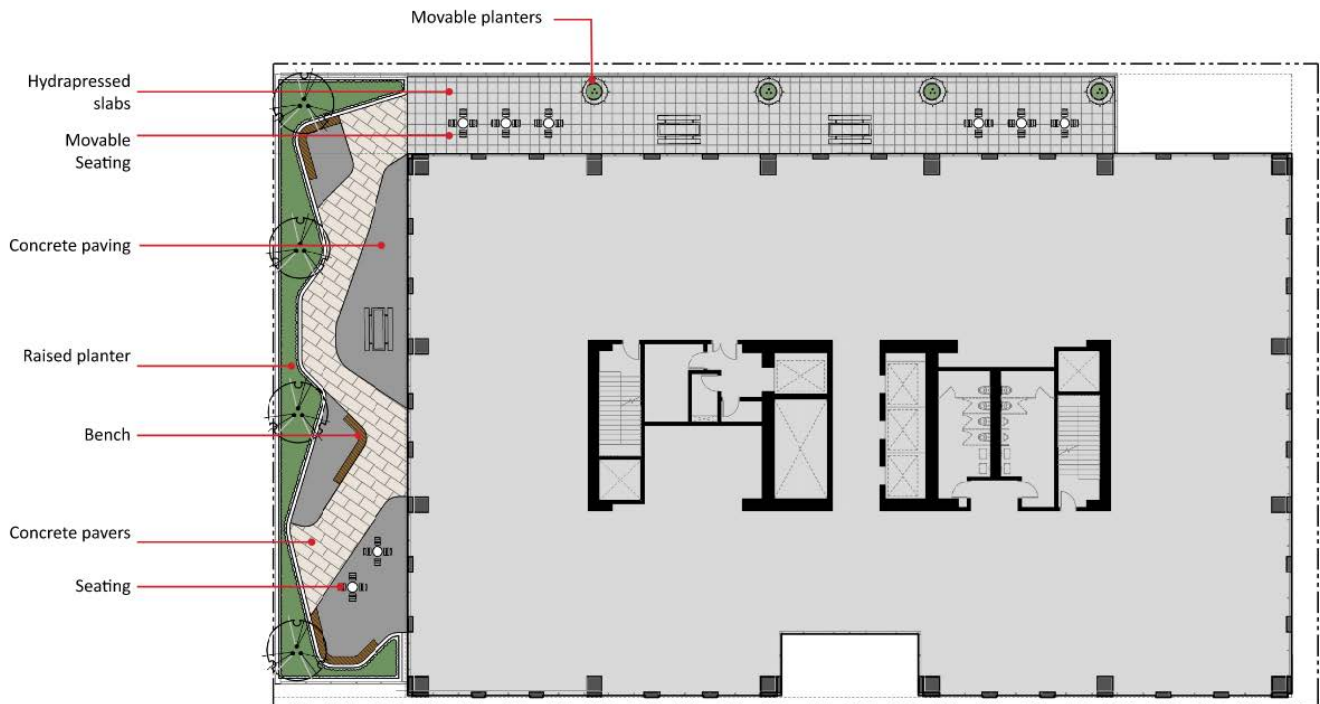 Movable planters
Hydrapressed
slabs
Movable
Seating
Concrete paving
Raised planter
Bench
Concrete pavers
Seating